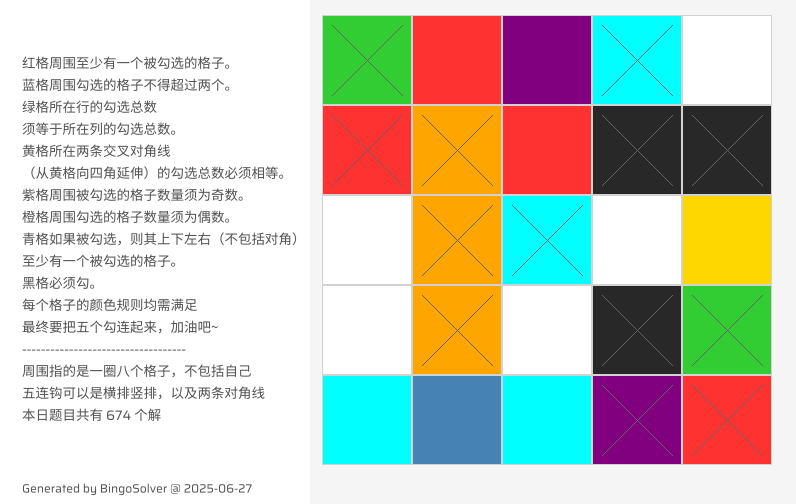 红格周围至少有一个被勾选的格子。
蓝格周围勾选的格子不得超过两个。
绿格所在行的勾选总数
须等于所在列的勾选总数。
黄格所在两条交叉对角线
（从黄格向四角延伸）的勾选总数必须相等。
紫格周围被勾选的格子数量须为奇数。
橙格周围勾选的格子数量须为偶数。
青格如果被勾选，则其上下左右（不包括对角）
至少有一个被勾选的格子。
黑格必须勾。
每个格子的颜色规则均需满足
最终要把五个勾连起来，加油吧~
-----------------------------------
周围指的是一圈八个格子，不包括自己
五连钩可以是横排竖排，以及两条对角线
本日题目共有 674 个解
Generated by BingoSolver @ 2025-06-27